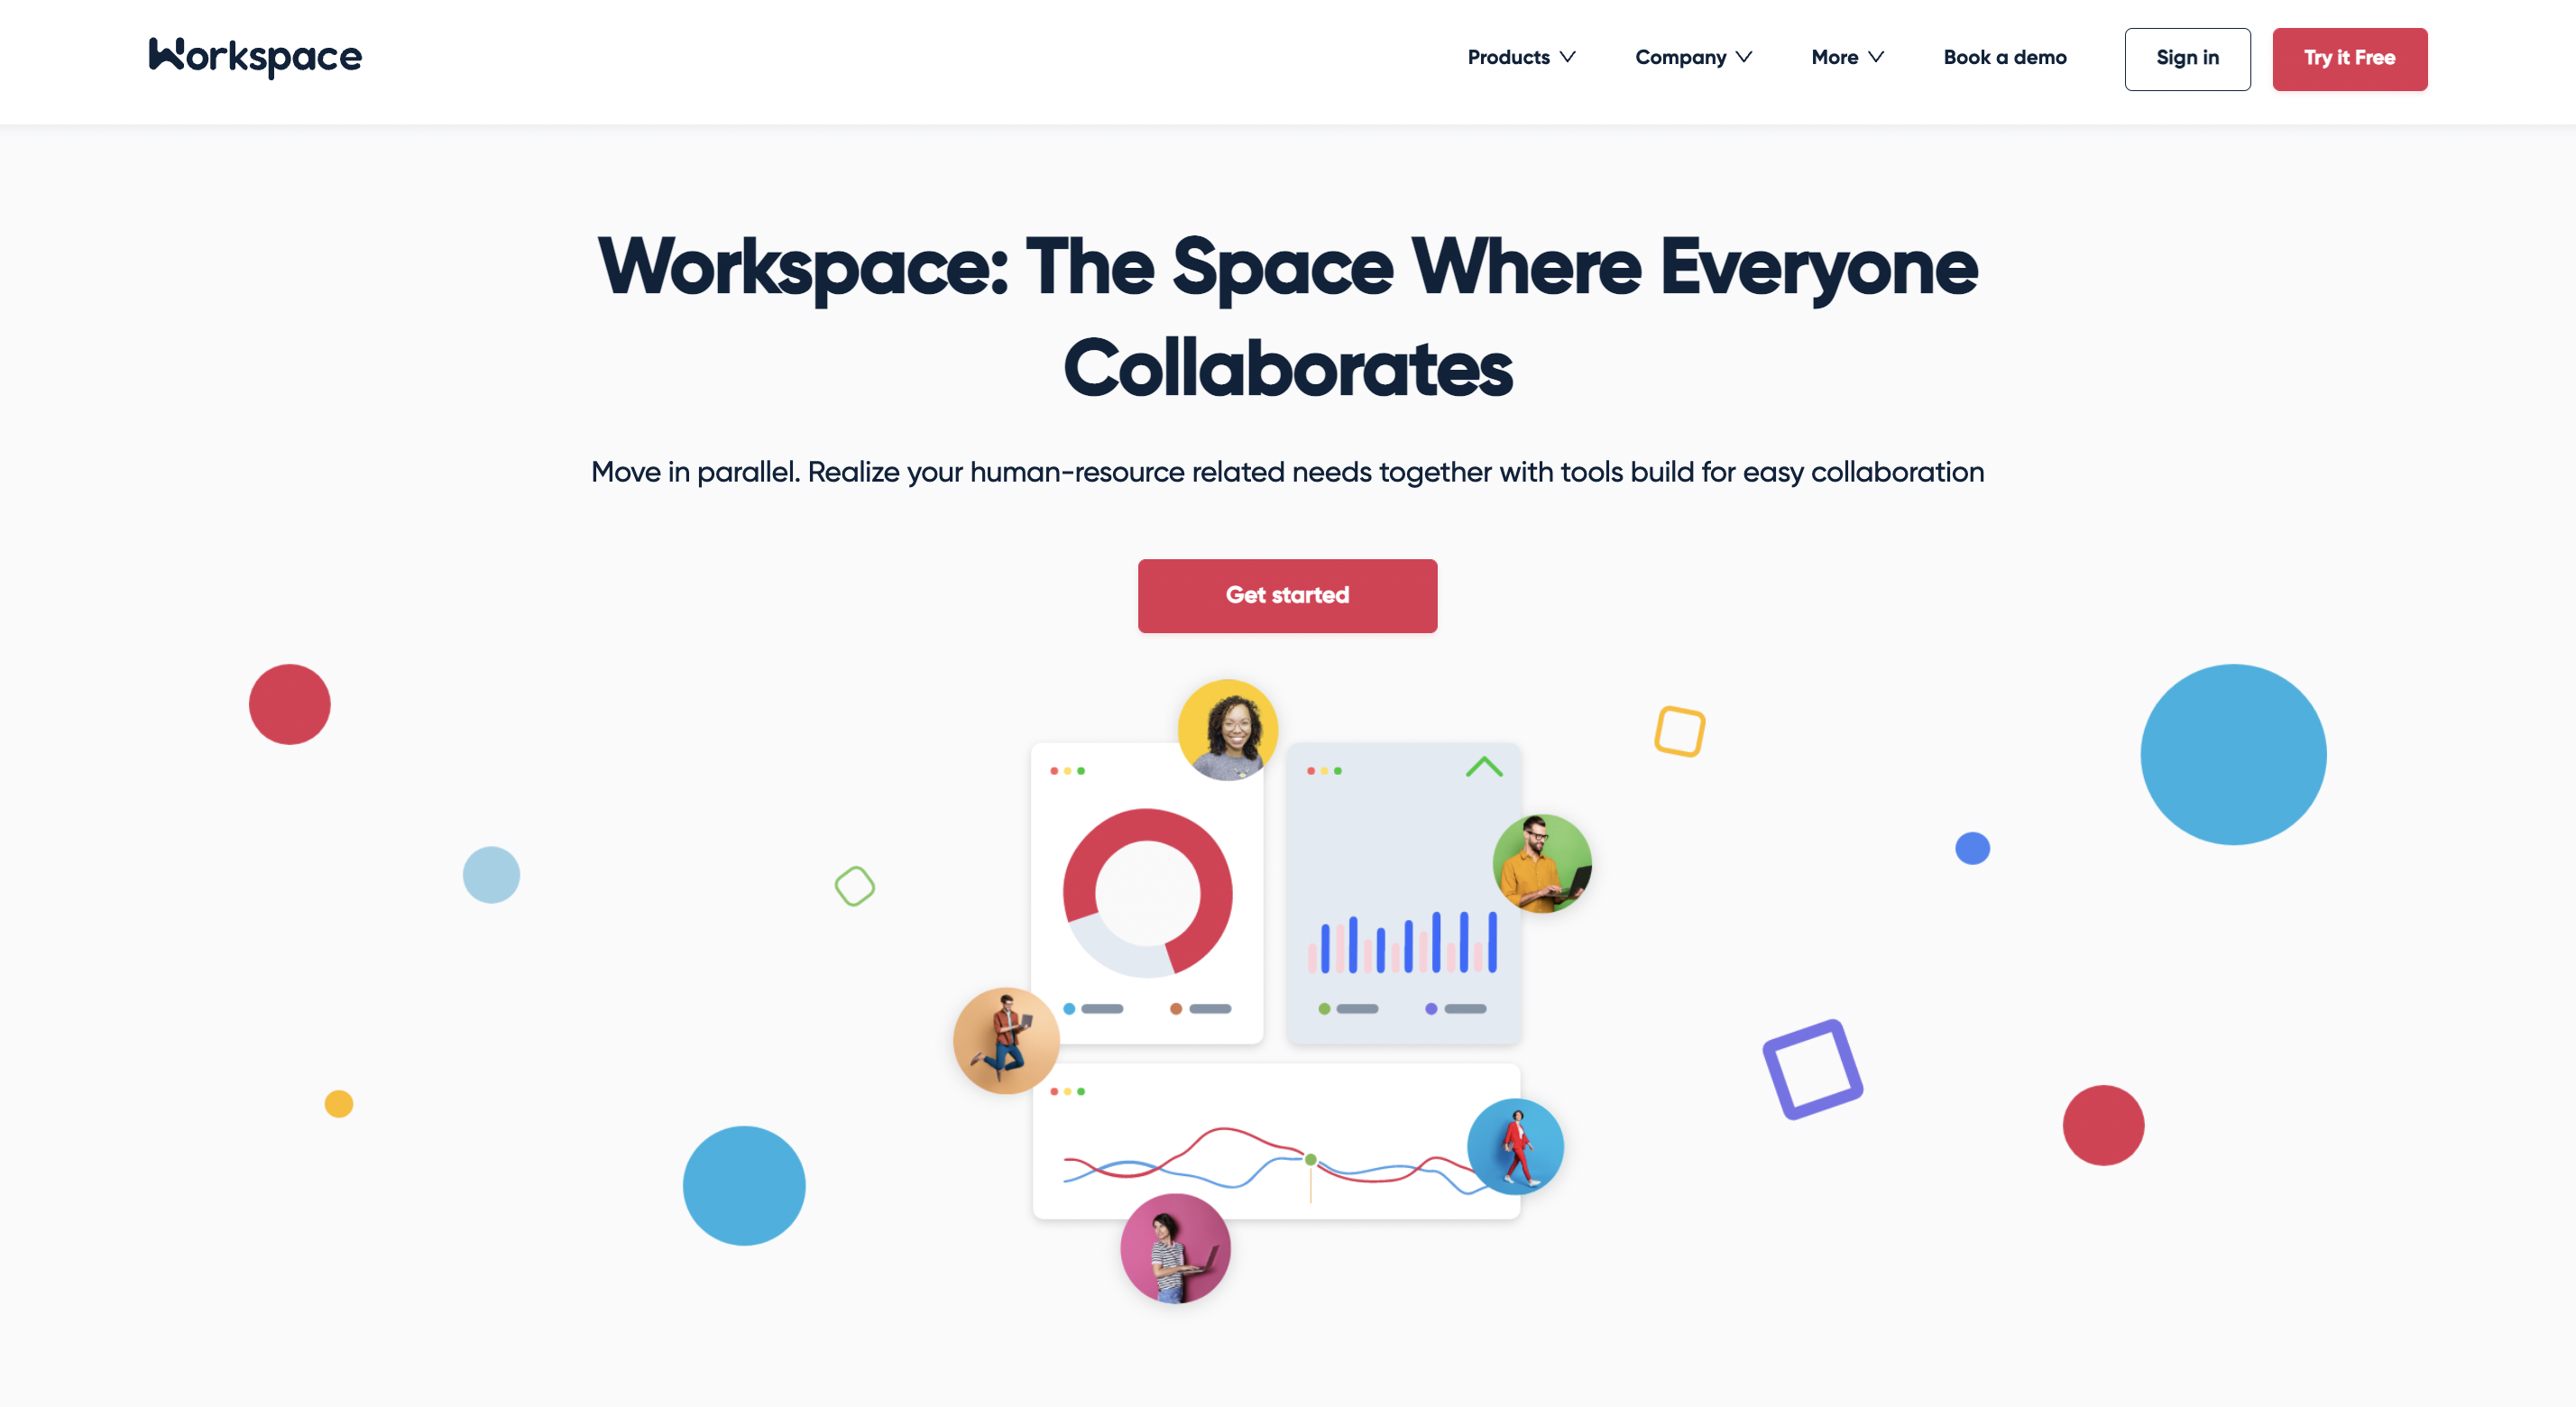 Workspace
Products
Company
More
Book a demo
Sign in
Try it Free
Workspace: The Space Where Everyone
Collaborates
Move in parallel. Realize your human-resource related needs together with tools build for easy collaboration
Get started